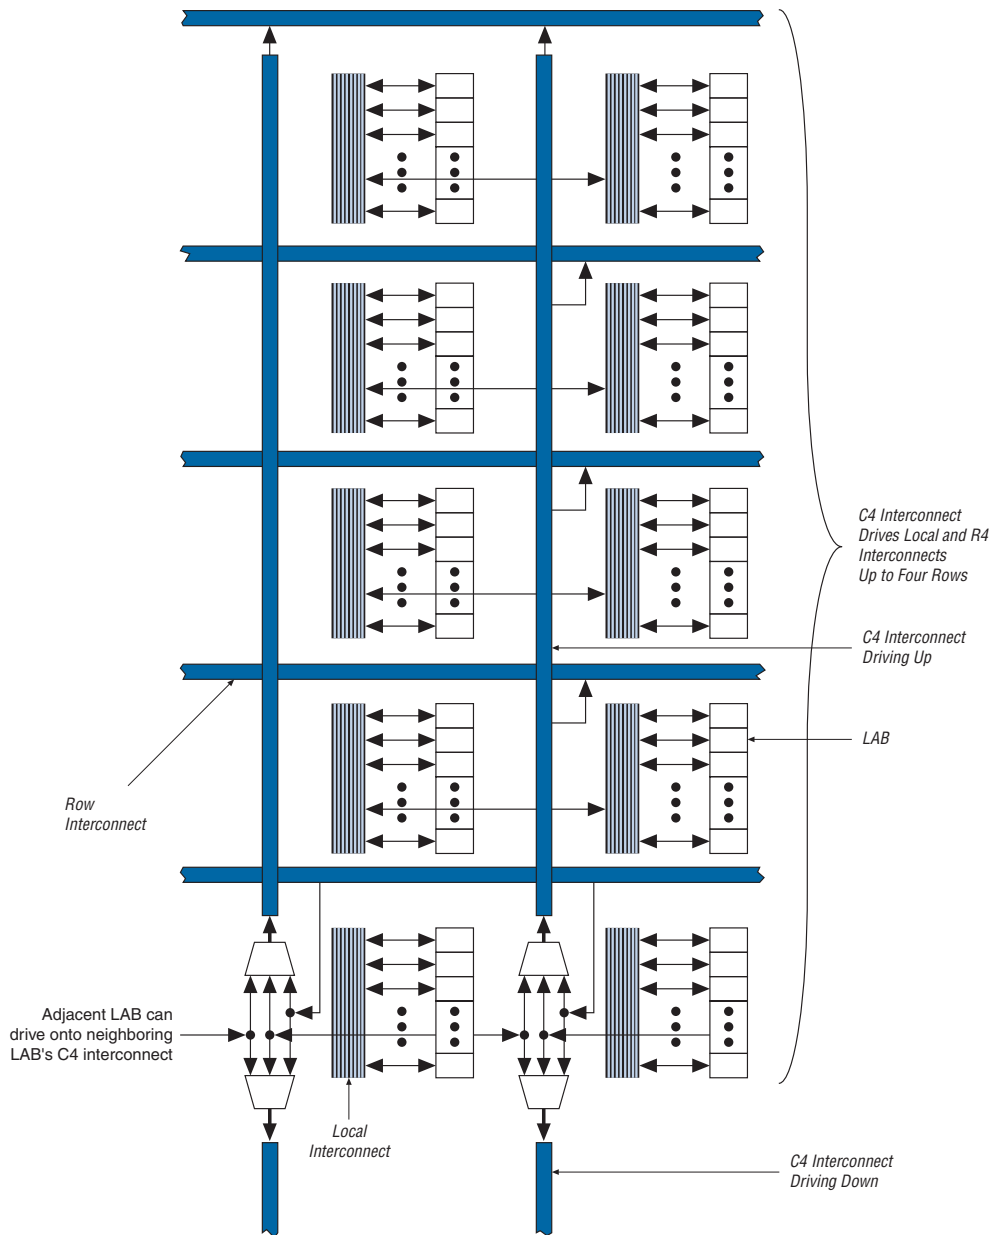 C4 Interconnect
Drives Local and R4
Interconnects
Up to Four Rows
C4 Interconnect
Driving Up
LAB
Row
Interconnect
Adjacent LAB can
drive onto neighboring
LAB's C4 interconnect
Local
Interconnect
C4 Interconnect
Driving Down